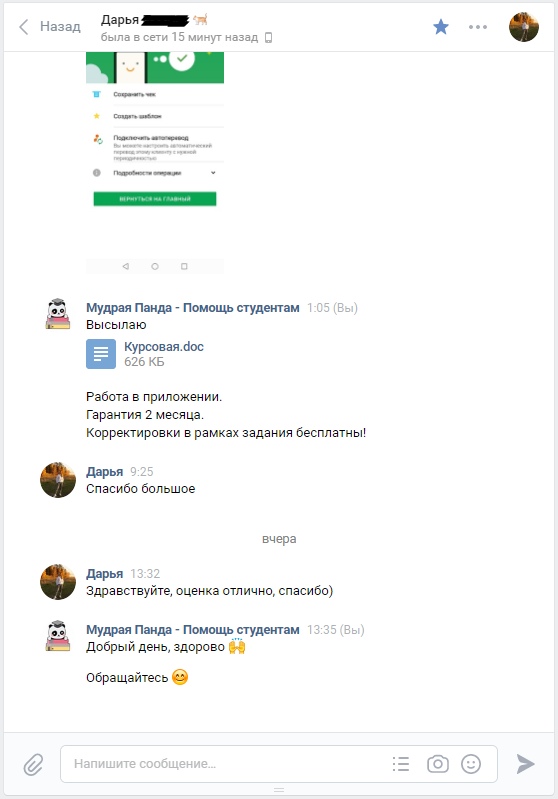 Назад
Дарья
была в сети 15 минут назад
Сохранить чек
Создать шаблон
Подключить автоперевод
Вы можете настроить автоматический
перевод этому клиенту с нужной
периодичностью
Подробности операции
ВЕРНУТЬСЯ НА ГЛАВНЫЙ
Мудрая Панда - Помощь студентам 1:05 (Вы)
Высылаю
Курсовая.doc
626 КБ
Работа в приложении.
Гарантия 2 месяца.
Корректировки в рамках задания бесплатны!
Дарья 9:25
Спасибо большое
вчера
Дарья 13:32
Здравствуйте, оценка отлично, спасибо)
Мудрая Панда - Помощь студентам 13:35 (Вы)
Добрый день, здорово 🙌
Обращайтесь 😊
Напишите сообщение...